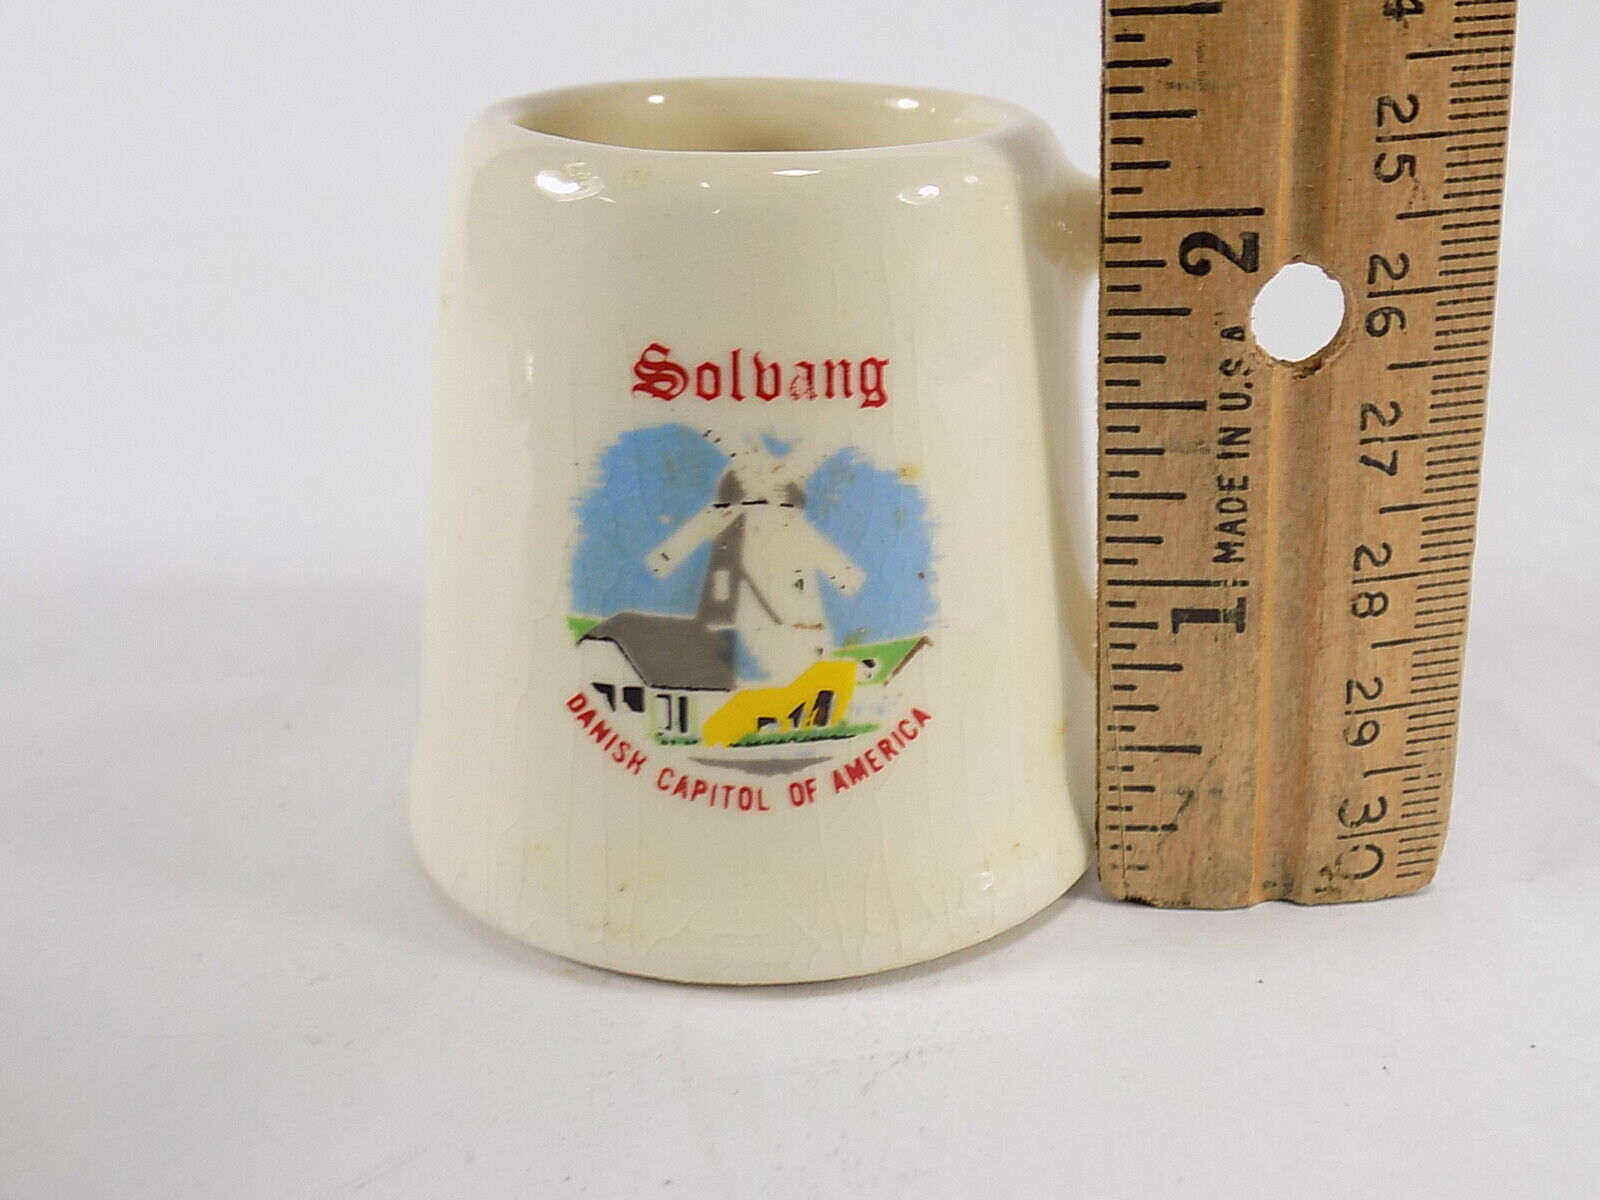 Solvang
DANISH CAPITOL OF AMERICA
2
1
MADE IN U.S.A.
25
26
27
28
29
30